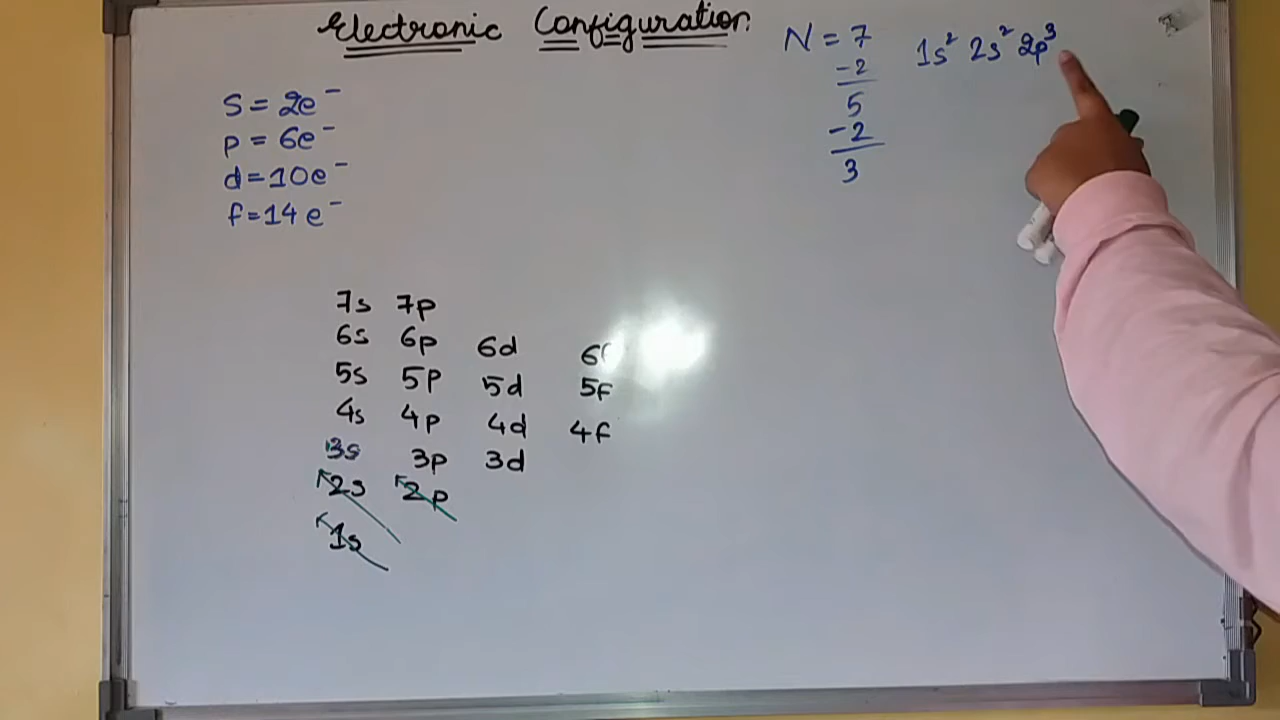 Electronic Configuration
N = 7 1s² 2s² 2p³
-2
5
-2
3
s = 2e⁻
p = 6e⁻
d = 10e⁻
f = 14e⁻
7s 7p
6s 6p 6d
5s 5p 5d 5f
4s 4p 4d 4f
3s 3p 3d
2s 2p
1s